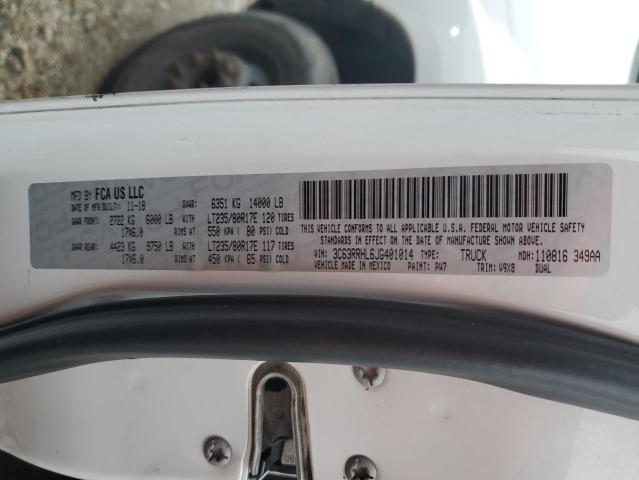 MFD BY FCA US LLC
DATE OF MFR(BUILT): 11-18 GVWR: 6351 KG 14000 LB
GAWR FRONT: 2722 KG 6000 LB LT235/80R17E 120 TIRES
17X6.0 RIMS AT 550 KPA ( 80 PSI) COLD
GAWR REAR: 4423 KG 9750 LB LT235/80R17E 117 TIRES
17X6.0 RIMS AT 450 KPA ( 65 PSI) COLD
THIS VEHICLE CONFORMS TO ALL APPLICABLE U.S.A. FEDERAL MOTOR VEHICLE SAFETY
STANDARDS IN EFFECT ON THE DATE OF MANUFACTURE SHOWN ABOVE.
VIN: 3C63RRHL6JG401014 TYPE: TRUCK MDH: 110816 349AA
VEHICLE MADE IN MEXICO PAINT: PW7 TRIM: V9X8 DUAL